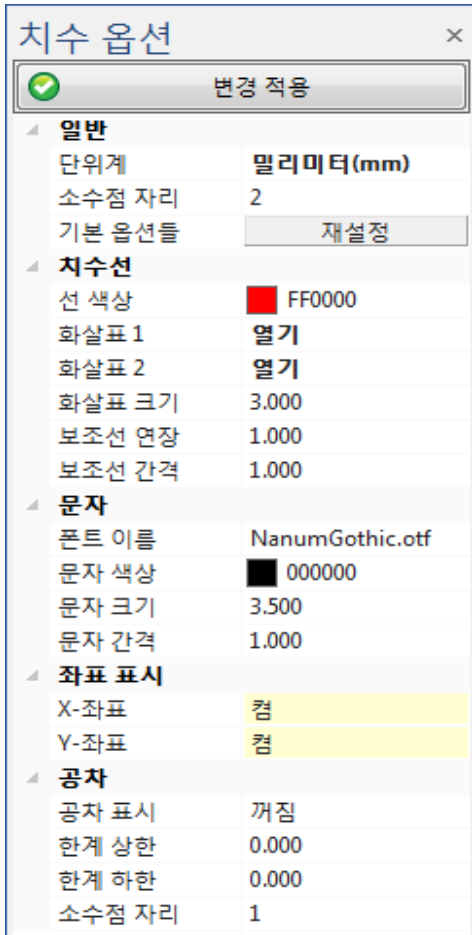 치수 옵션
변경 적용
일반
단위계 밀리미터(mm)
소수점 자리 2
기본 옵션들 재설정
치수선
선 색상 FF0000
화살표 1 열기
화살표 2 열기
화살표 크기 3.000
보조선 연장 1.000
보조선 간격 1.000
문자
폰트 이름 NanumGothic.otf
문자 색상 000000
문자 크기 3.500
문자 간격 1.000
좌표 표시
X-좌표 켬
Y-좌표 켬
공차
공차 표시 꺼짐
한계 상한 0.000
한계 하한 0.000
소수점 자리 1